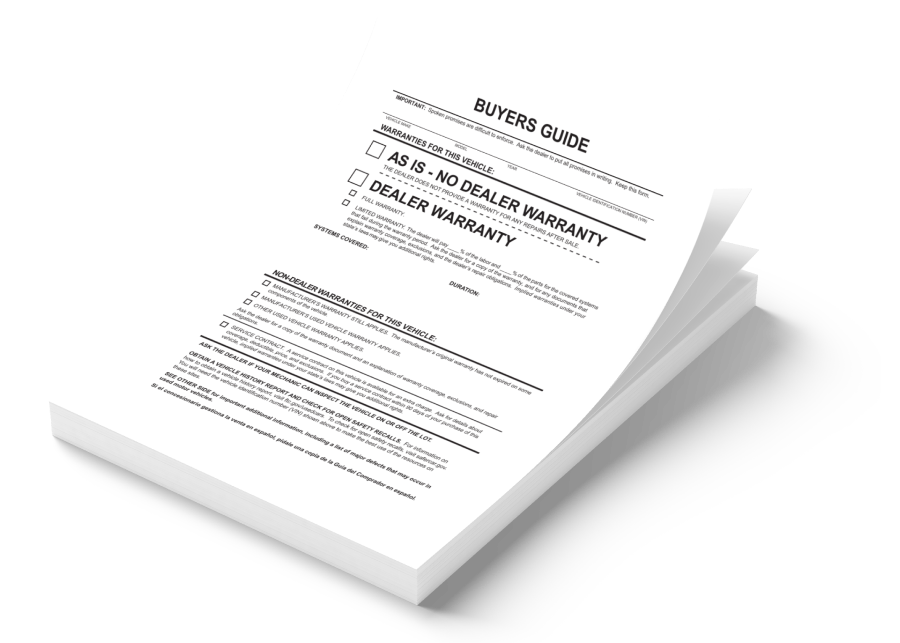 BUYERS GUIDE
IMPORTANT: Spoken promises are difficult to enforce. Ask the dealer to put all promises in writing. Keep this form.
VEHICLE MAKE MODEL YEAR VEHICLE IDENTIFICATION NUMBER (VIN)
WARRANTIES FOR THIS VEHICLE:
AS IS - NO DEALER WARRANTY
THE DEALER DOES NOT PROVIDE A WARRANTY FOR ANY REPAIRS AFTER SALE.
DEALER WARRANTY
FULL WARRANTY.
LIMITED WARRANTY. The dealer will pay ____% of the labor and ____% of the parts for the covered systems
that fail during the warranty period. Ask the dealer for a copy of the warranty, and for any documents that
explain warranty coverage, exclusions, and the dealer's repair obligations. Implied warranties under your
state's laws may give you additional rights.
SYSTEMS COVERED: DURATION:
NON-DEALER WARRANTIES FOR THIS VEHICLE:
MANUFACTURER'S WARRANTY STILL APPLIES. The manufacturer's original warranty has not expired on some
components of the vehicle.
MANUFACTURER'S USED VEHICLE WARRANTY APPLIES.
OTHER USED VEHICLE WARRANTY APPLIES.
Ask the dealer for a copy of the warranty document and an explanation of warranty coverage, exclusions, and repair
obligations.
SERVICE CONTRACT. A service contract on this vehicle is available for an extra charge. Ask for details about
coverage, deductible, price, and exclusions. If you buy a service contract within 90 days of your purchase of this
vehicle, implied warranties under your state's laws may give you additional rights.
ASK THE DEALER IF YOUR MECHANIC CAN INSPECT THE VEHICLE ON OR OFF THE LOT.
OBTAIN A VEHICLE HISTORY REPORT AND CHECK FOR OPEN SAFETY RECALLS. For information on
how to obtain a vehicle history report, visit ftc.gov/usedcars. To check for open safety recalls, visit safercar.gov.
You will need the vehicle identification number (VIN) shown above to make the best use of the resources on
these sites.
SEE OTHER SIDE for important additional information, including a list of major defects that may occur in
used motor vehicles.
Si el concesionario gestiona la venta en español, pídale una copia de la Guía del Comprador en español.